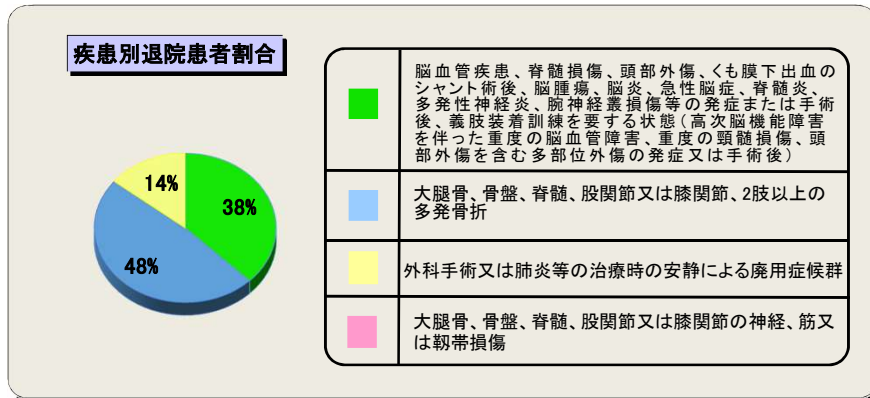 疾患別退院患者割合
14%
38%
48%
脳血管疾患、脊髄損傷、頭部外傷、くも膜下出血の
シャント術後、脳腫瘍、脳炎、急性脳症、脊髄炎、
多発性神経炎、腕神経叢損傷等の発症または手術
後、義肢装着訓練を要する状態（高次脳機能障害
を伴った重度の脳血管障害、重度の頸髄損傷、頭
部外傷を含む多部位外傷の発症又は手術後）
大腿骨、骨盤、脊髄、股関節又は膝関節、2肢以上の
多発骨折
外科手術又は肺炎等の治療時の安静による廃用症候群
大腿骨、骨盤、脊髄、股関節又は膝関節の神経、筋又
は靱帯損傷